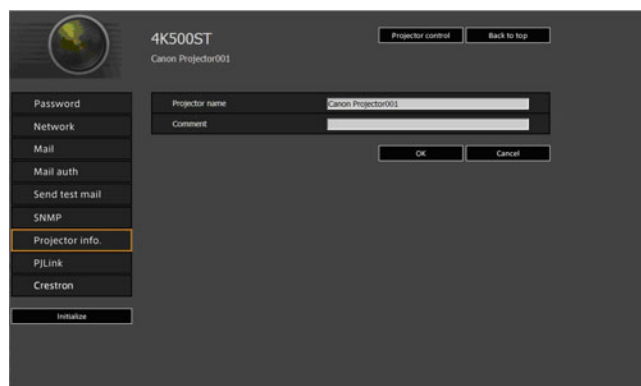 4K500ST
Projector control
Back to top
Canon Projector001
Password
Network
Mail
Mail auth
Send test mail
SNMP
Projector info.
PJLink
Crestron
Initialize
Projector name
Canon Projector001
Comment
OK
Cancel